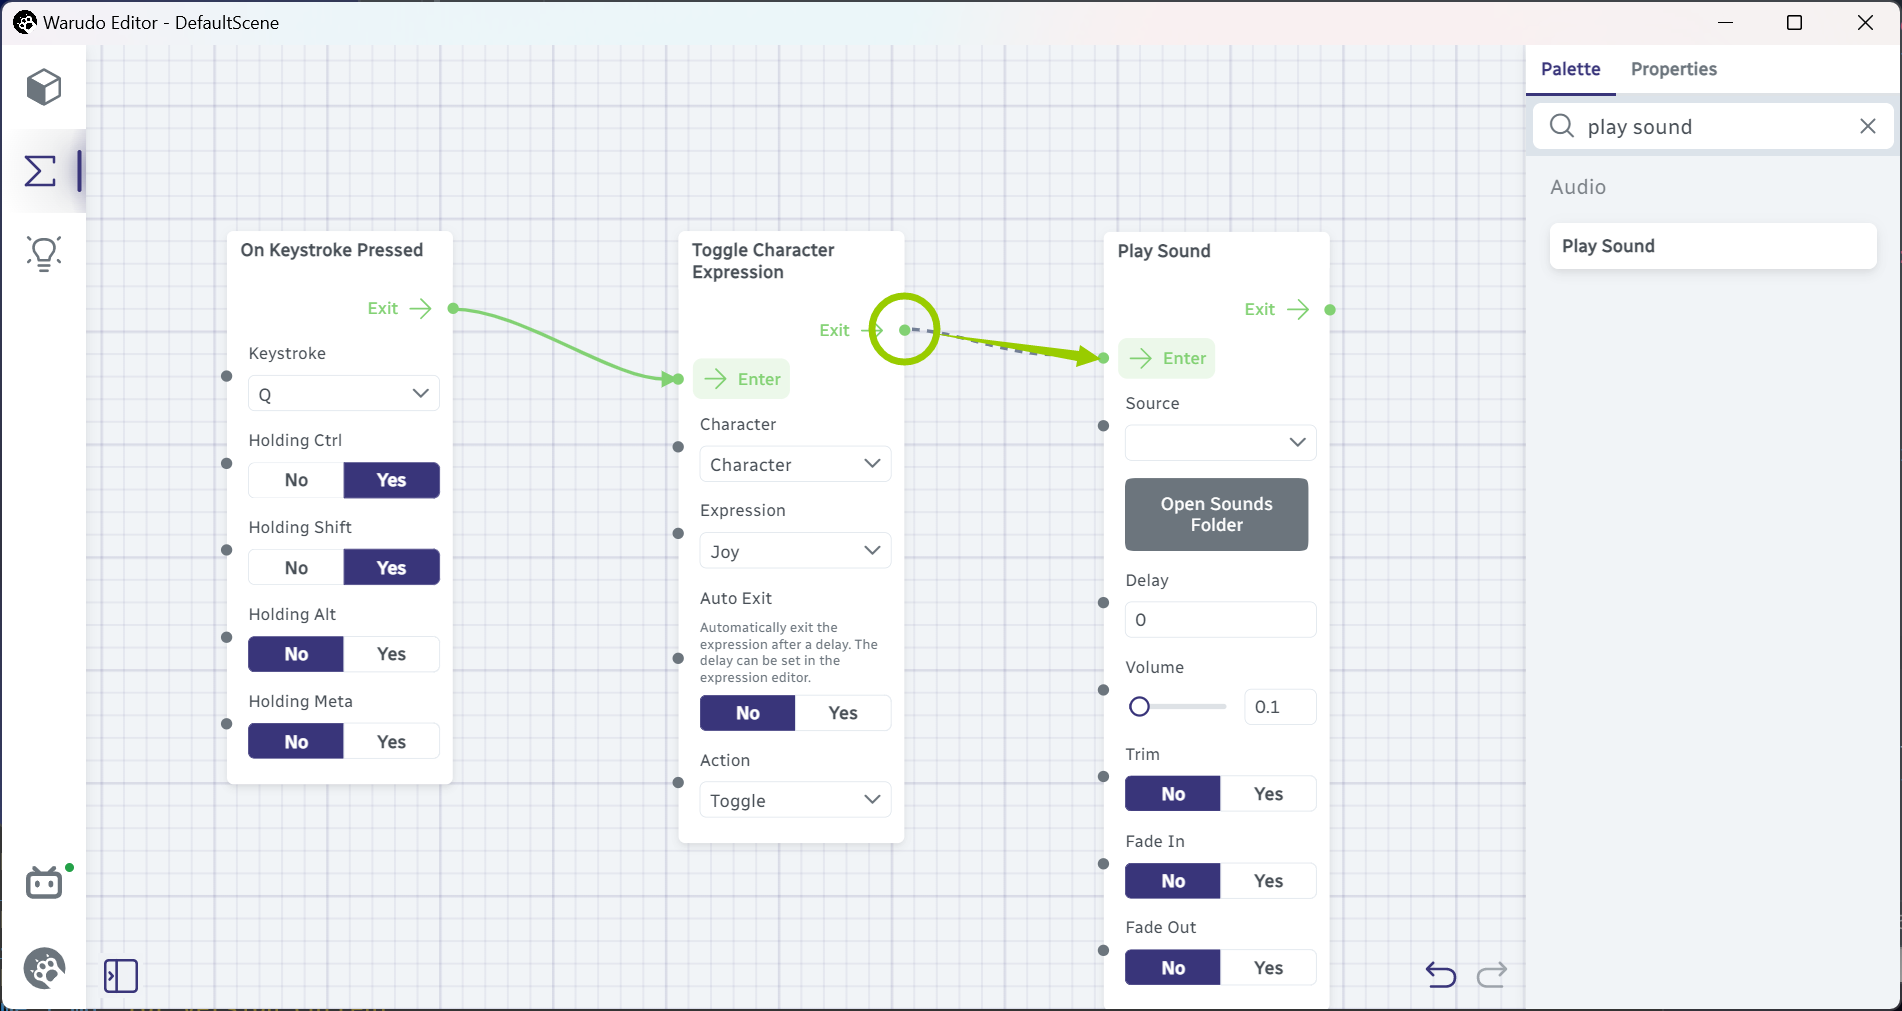 Warudo Editor - DefaultScene
Palette
Properties
play sound
Audio
Play Sound
On Keystroke Pressed
Exit
Keystroke
Q
Holding Ctrl
No
Yes
Holding Shift
No
Yes
Holding Alt
No
Yes
Holding Meta
No
Yes
Toggle Character
Expression
Exit
Enter
Character
Character
Expression
Joy
Auto Exit
Automatically exit the
expression after a delay. The
delay can be set in the
expression editor.
No
Yes
Action
Toggle
Play Sound
Exit
Enter
Source
Open Sounds
Folder
Delay
0
Volume
0.1
Trim
No
Yes
Fade In
No
Yes
Fade Out
No
Yes